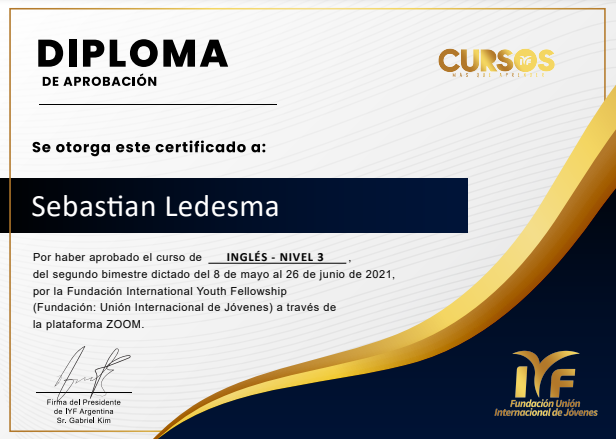 DIPLOMA
DE APROBACIÓN
CURSOS
MÁS QUE APRENDER
Se otorga este certificado a:
Sebastian Ledesma
Por haber aprobado el curso de INGLÉS - NIVEL 3,
del segundo bimestre dictado del 8 de mayo al 26 de junio de 2021,
por la Fundación International Youth Fellowship
(Fundación: Unión Internacional de Jóvenes) a través de
la plataforma ZOOM.
Firma del Presidente
de IYF Argentina
Sr. Gabriel Kim
IYF
Fundación Unión
Internacional de Jóvenes